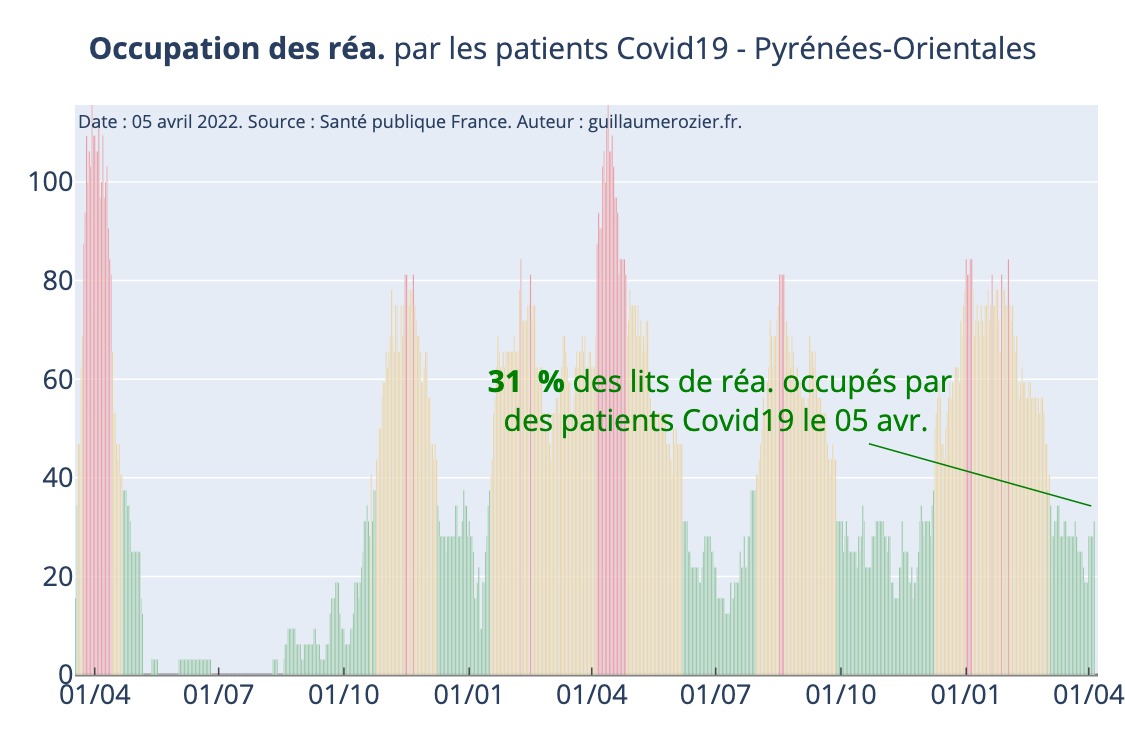 Occupation des réa. par les patients Covid19 - Pyrénées-Orientales
Date : 05 avril 2022. Source : Santé publique France. Auteur : guillaumerozier.fr.
100
80
60
40
20
0
31 % des lits de réa. occupés par
des patients Covid19 le 05 avr.
01/04 01/07 01/10 01/01 01/04 01/07 01/10 01/01 01/04